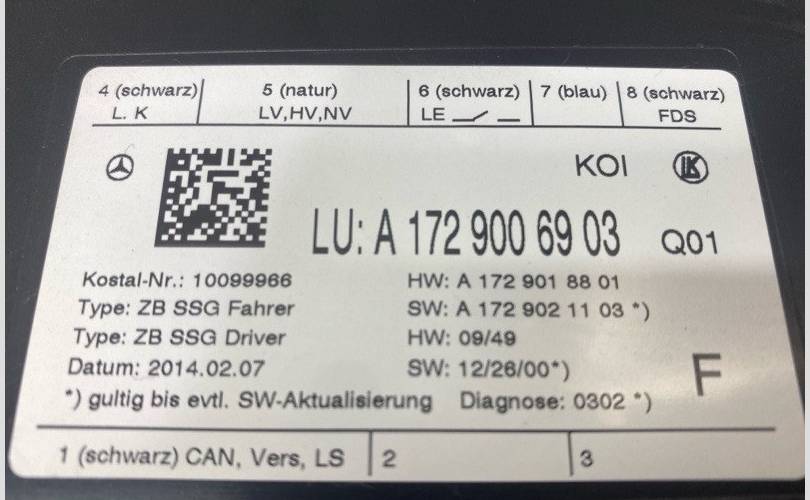 4 (schwarz) 5 (natur) 6 (schwarz) 7 (blau) 8 (schwarz)
L. K LV,HV,NV LE FDS
KOI
LU: A 172 900 69 03 Q01
Kostal-Nr.: 10099966 HW: A 172 901 88 01
Type: ZB SSG Fahrer SW: A 172 902 11 03 *)
Type: ZB SSG Driver HW: 09/49
Datum: 2014.02.07 SW: 12/26/00*)
F
*) gultig bis evtl. SW-Aktualisierung Diagnose: 0302 *)
1 (schwarz) CAN, Vers, LS 2 3